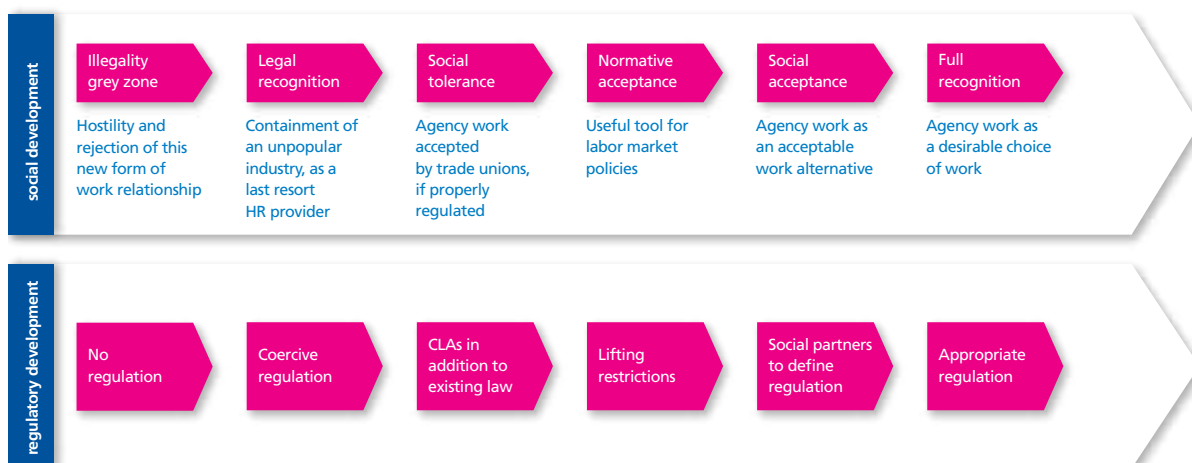 social development
Illegality
grey zone
Hostility and
rejection of this
new form of
work relationship
Legal
recognition
Containment of
an unpopular
industry, as a
last resort
HR provider
Social
tolerance
Agency work
accepted
by trade unions,
if properly
regulated
Normative
acceptance
Useful tool for
labor market
policies
Social
acceptance
Agency work as
an acceptable
work alternative
Full
recognition
Agency work as
a desirable choice
of work
regulatory development
No
regulation
Coercive
regulation
CLAs in
addition to
existing law
Lifting
restrictions
Social partners
to define
regulation
Appropriate
regulation